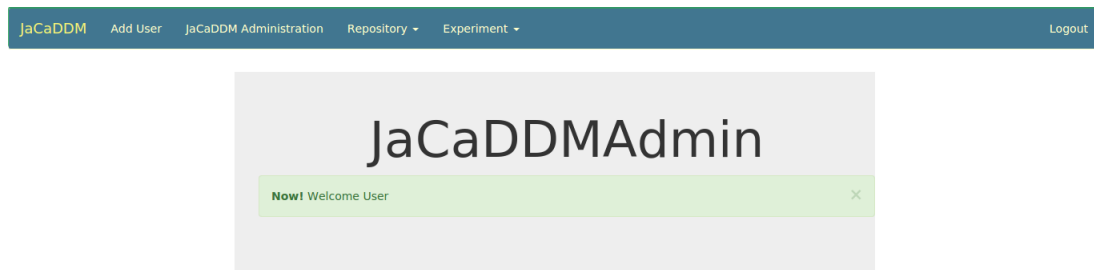 JaCaDDM Add User JaCaDDM Administration Repository Experiment Logout
JaCaDDMAdmin
Now! Welcome User ×